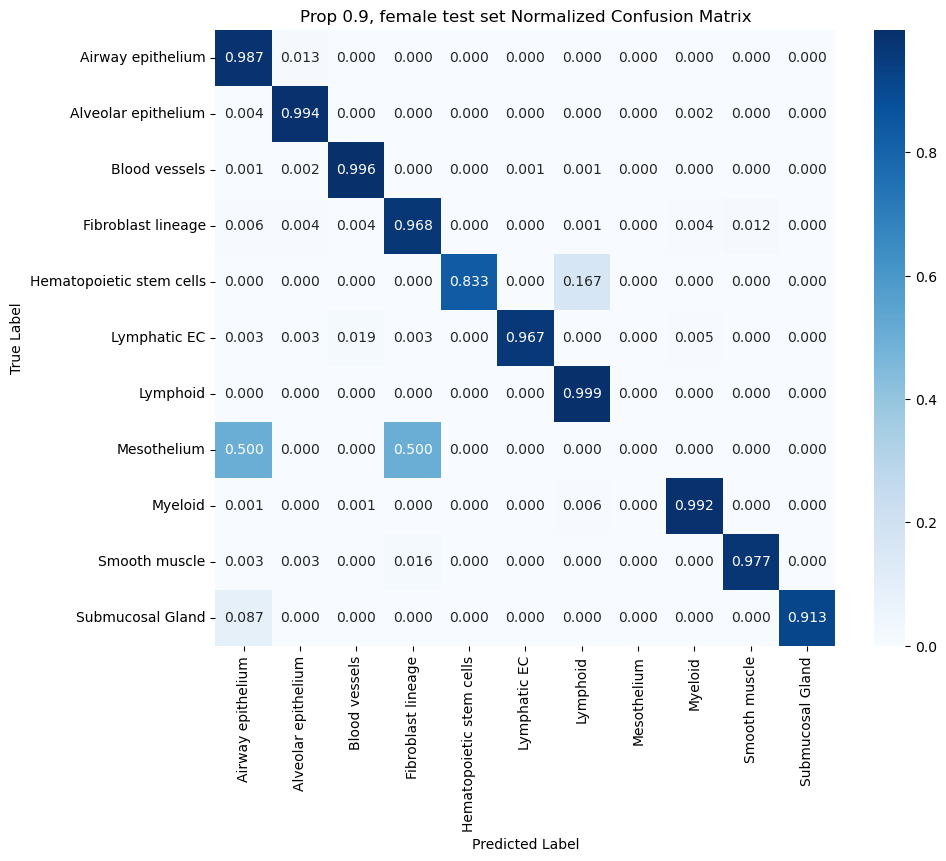 Prop 0.9, female test set Normalized Confusion Matrix
Airway epithelium 0.987 0.013 0.000 0.000 0.000 0.000 0.000 0.000 0.000 0.000 0.000
Alveolar epithelium 0.004 0.994 0.000 0.000 0.000 0.000 0.000 0.000 0.002 0.000 0.000
Blood vessels 0.001 0.002 0.996 0.000 0.000 0.001 0.001 0.000 0.000 0.000 0.000
Fibroblast lineage 0.006 0.004 0.004 0.968 0.000 0.000 0.001 0.000 0.004 0.012 0.000
Hematopoietic stem cells 0.000 0.000 0.000 0.000 0.833 0.000 0.167 0.000 0.000 0.000 0.000
Lymphatic EC 0.003 0.003 0.019 0.003 0.000 0.967 0.000 0.000 0.005 0.000 0.000
Lymphoid 0.000 0.000 0.000 0.000 0.000 0.000 0.999 0.000 0.000 0.000 0.000
Mesothelium 0.500 0.000 0.000 0.500 0.000 0.000 0.000 0.000 0.000 0.000 0.000
Myeloid 0.001 0.000 0.001 0.000 0.000 0.000 0.006 0.000 0.992 0.000 0.000
Smooth muscle 0.003 0.003 0.000 0.016 0.000 0.000 0.000 0.000 0.000 0.977 0.000
Submucosal Gland 0.087 0.000 0.000 0.000 0.000 0.000 0.000 0.000 0.000 0.000 0.913
True Label
Airway epithelium
Alveolar epithelium
Blood vessels
Fibroblast lineage
Hematopoietic stem cells
Lymphatic EC
Lymphoid
Mesothelium
Myeloid
Smooth muscle
Submucosal Gland
Predicted Label
0.8
0.6
0.4
0.2
0.0